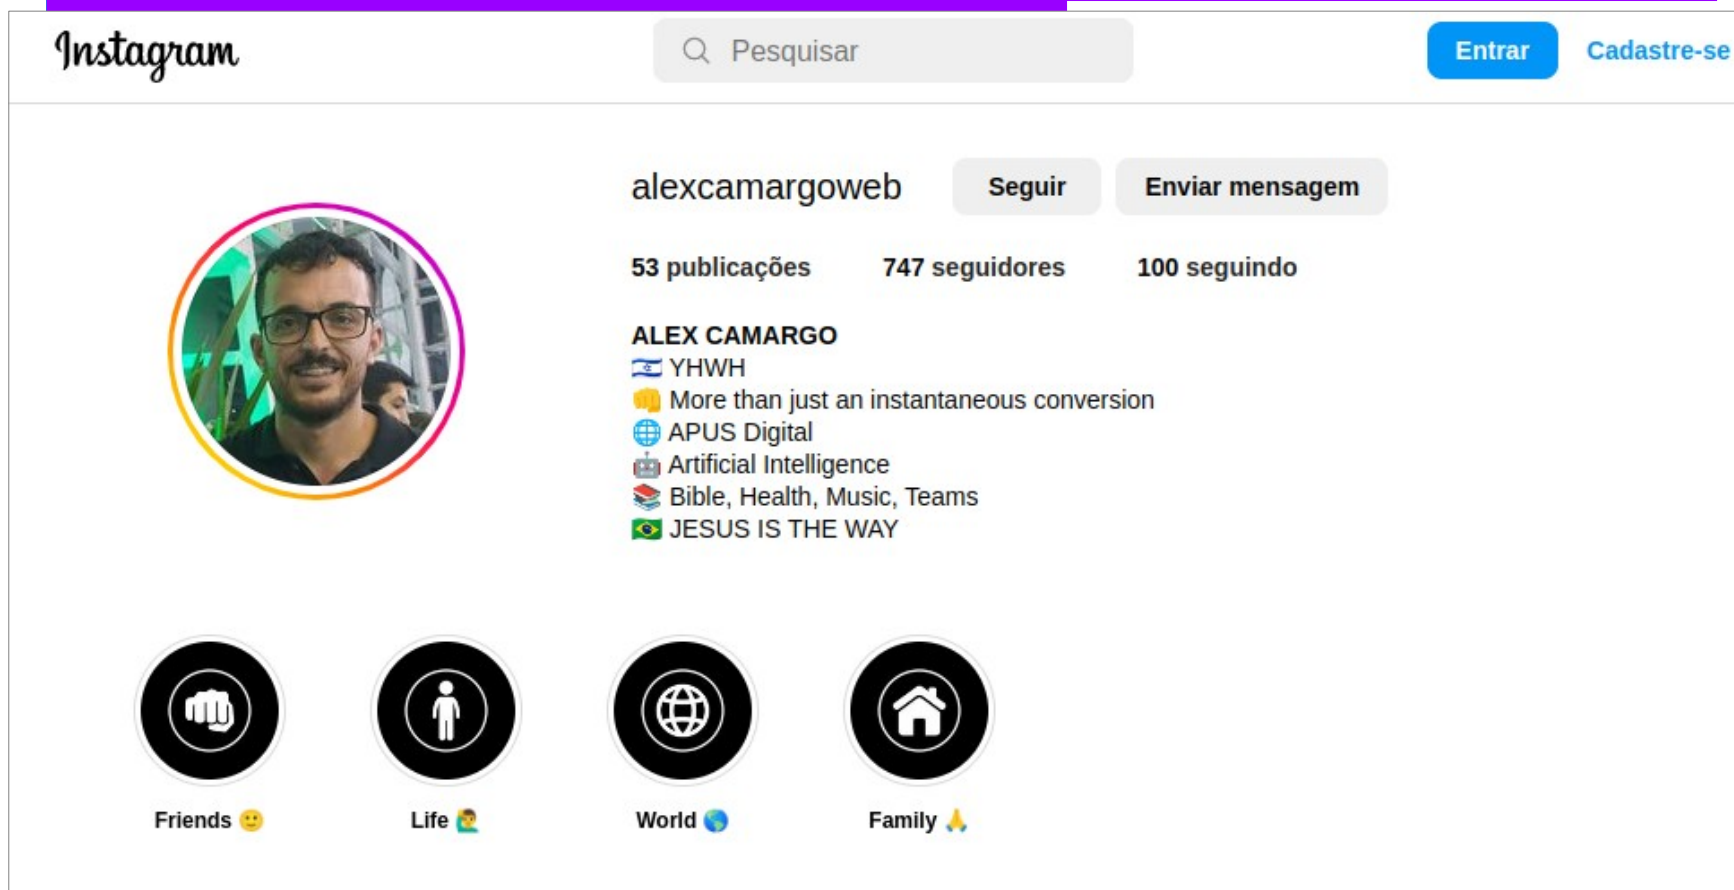 Instagram
Pesquisar
Entrar
Cadastre-se
alexcamargoweb
Seguir
Enviar mensagem
53 publicações 747 seguidores 100 seguindo
ALEX CAMARGO
🇮🇱 YHWH
👊 More than just an instantaneous conversion
🌐 APUS Digital
🤖 Artificial Intelligence
📚 Bible, Health, Music, Teams
🇧🇷 JESUS IS THE WAY
Friends 🙂
Life 🙋‍♂️
World 🌎
Family 🙏